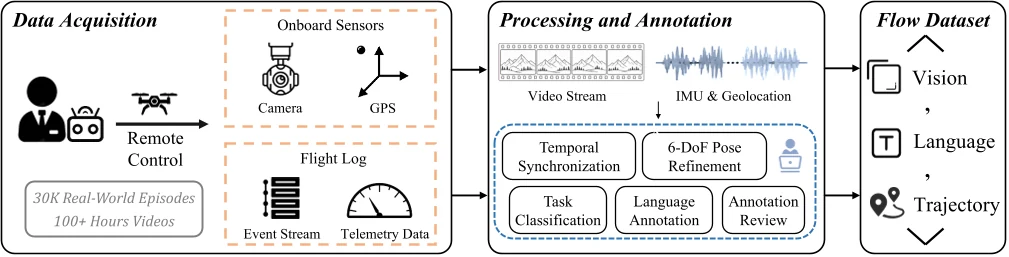 Data Acquisition
Remote
Control
30K Real-World Episodes
100+ Hours Videos
Onboard Sensors
Camera
GPS
Flight Log
Event Stream
Telemetry Data
Processing and Annotation
Video Stream
IMU & Geolocation
Temporal
Synchronization
6-DoF Pose
Refinement
Task
Classification
Language
Annotation
Annotation
Review
Flow Dataset
Vision
,
T Language
,
Trajectory